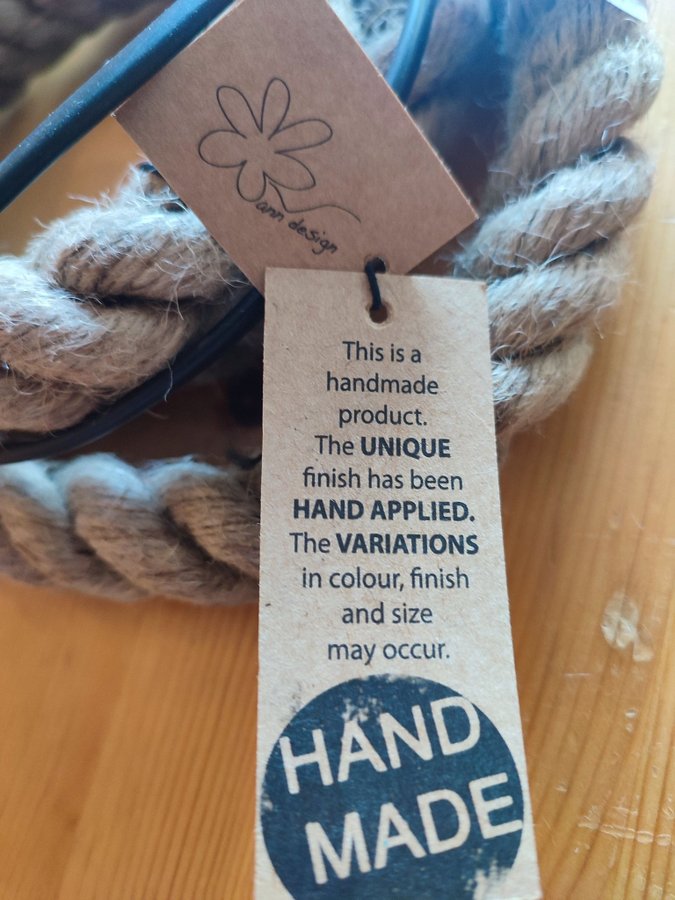 ann design
This is a
handmade
product.
The UNIQUE
finish has been
HAND APPLIED.
The VARIATIONS
in colour, finish
and size
may occur.
HAND
MADE